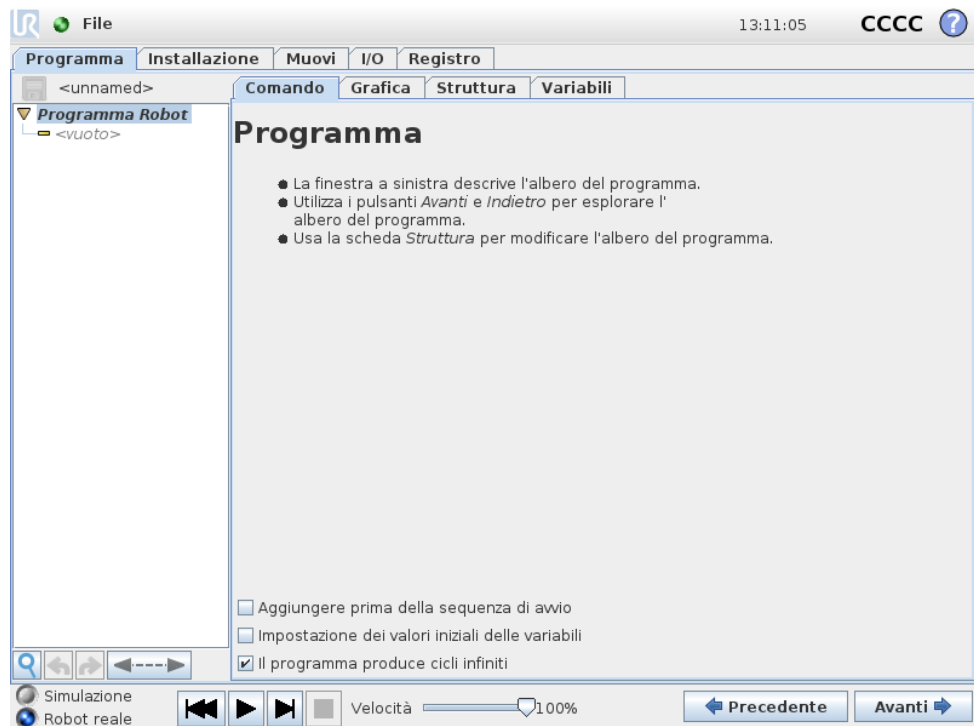 UR File 13:11:05 CCCC ?
Programma Installazione Muovi I/O Registro
<unnamed> Comando Grafica Struttura Variabili
Programma Robot
<vuoto>
Programma
La finestra a sinistra descrive l'albero del programma.
Utilizza i pulsanti Avanti e Indietro per esplorare l'
albero del programma.
Usa la scheda Struttura per modificare l'albero del programma.
Aggiungere prima della sequenza di avvio
Impostazione dei valori iniziali delle variabili
Il programma produce cicli infiniti
Simulazione
Robot reale
Velocità 100% Precedente Avanti